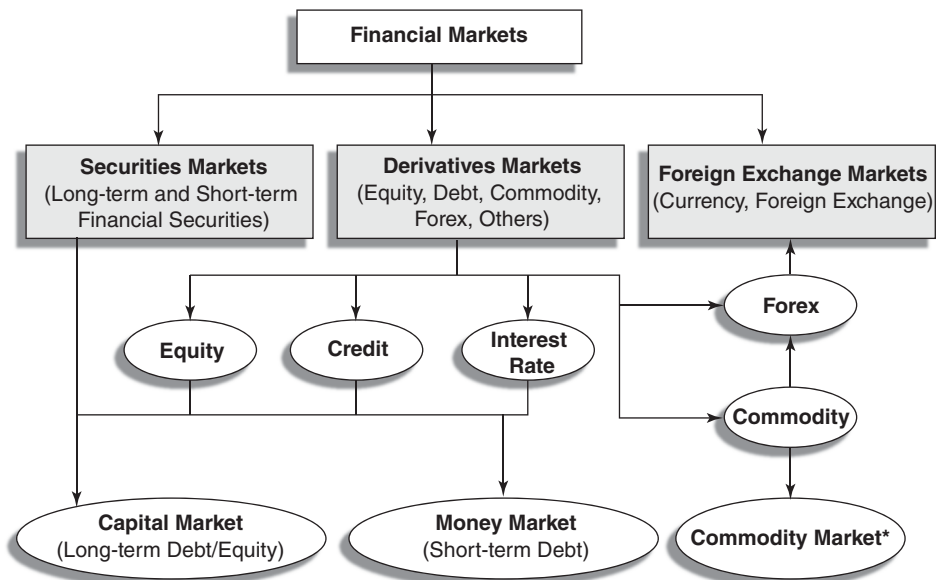 Financial Markets
Securities Markets
(Long-term and Short-term
Financial Securities)
Derivatives Markets
(Equity, Debt, Commodity,
Forex, Others)
Foreign Exchange Markets
(Currency, Foreign Exchange)
Equity
Credit
Interest
Rate
Forex
Commodity
Capital Market
(Long-term Debt/Equity)
Money Market
(Short-term Debt)
Commodity Market*